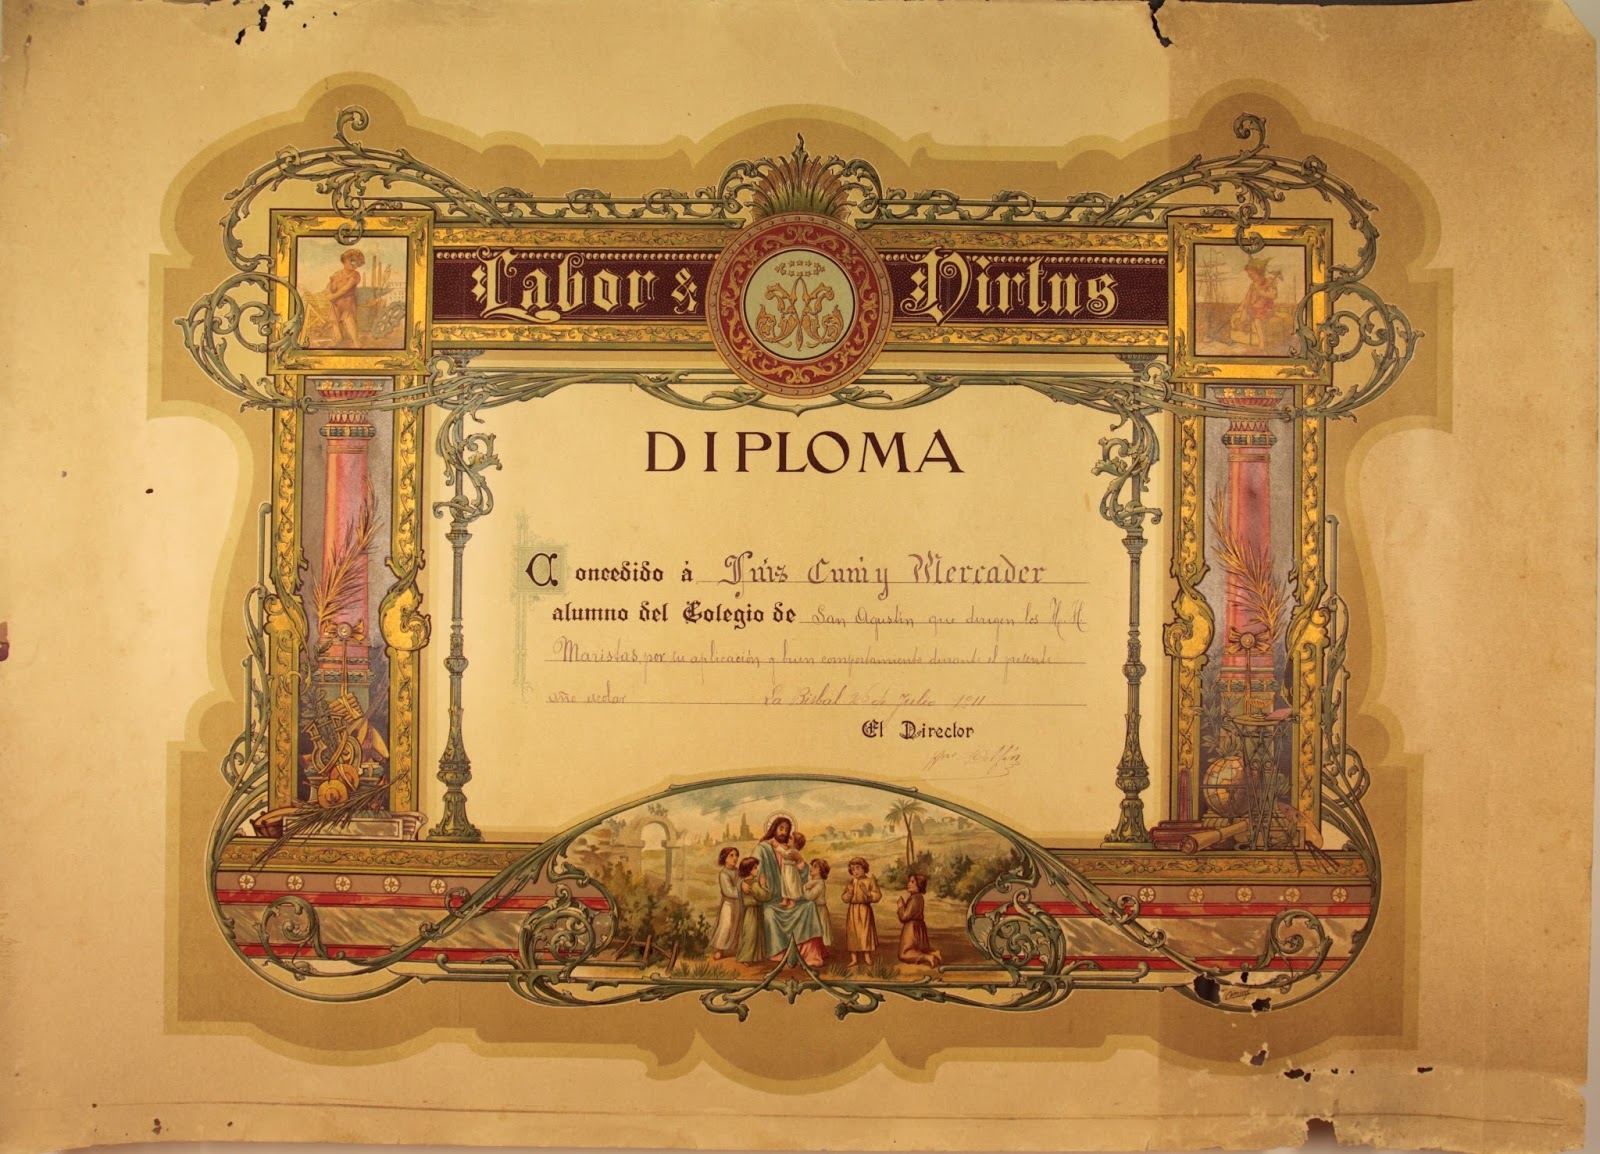 Labor & Virtus
DIPLOMA
Concedido á Luis Cuní y Mercader
alumno del Colegio de San Agustín que dirigen los H. H.
Maristas, por su aplicación y buen comportamiento durante el presente
año escolar La Bisbal 25 de Julio 1911
El Director